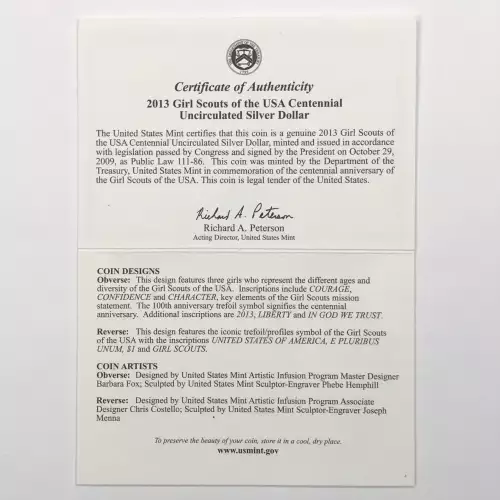 Certificate of Authenticity
2013 Girl Scouts of the USA Centennial
Uncirculated Silver Dollar
The United States Mint certifies that this coin is a genuine 2013 Girl Scouts of
the USA Centennial Uncirculated Silver Dollar, minted and issued in accordance
with legislation passed by Congress and signed by the President on October 29,
2009, as Public Law 111-86. This coin was minted by the Department of the
Treasury, United States Mint in commemoration of the centennial anniversary of
the Girl Scouts of the USA. This coin is legal tender of the United States.
Richard A. Peterson
Richard A. Peterson
Acting Director, United States Mint
COIN DESIGNS
Obverse: This design features three girls who represent the different ages and
diversity of the Girl Scouts of the USA. Inscriptions include COURAGE,
CONFIDENCE and CHARACTER, key elements of the Girl Scouts mission
statement. The 100th anniversary trefoil symbol signifies the centennial
anniversary. Additional inscriptions are 2013, LIBERTY and IN GOD WE TRUST.
Reverse: This design features the iconic trefoil/profiles symbol of the Girl Scouts
of the USA with the inscriptions UNITED STATES OF AMERICA, E PLURIBUS
UNUM, $1 and GIRL SCOUTS.
COIN ARTISTS
Obverse: Designed by United States Mint Artistic Infusion Program Master Designer
Barbara Fox; Sculpted by United States Mint Sculptor-Engraver Phebe Hemphill
Reverse: Designed by United States Mint Artistic Infusion Program Associate
Designer Chris Costello; Sculpted by United States Mint Sculptor-Engraver Joseph
Menna
To preserve the beauty of your coin, store it in a cool, dry place.
www.usmint.gov